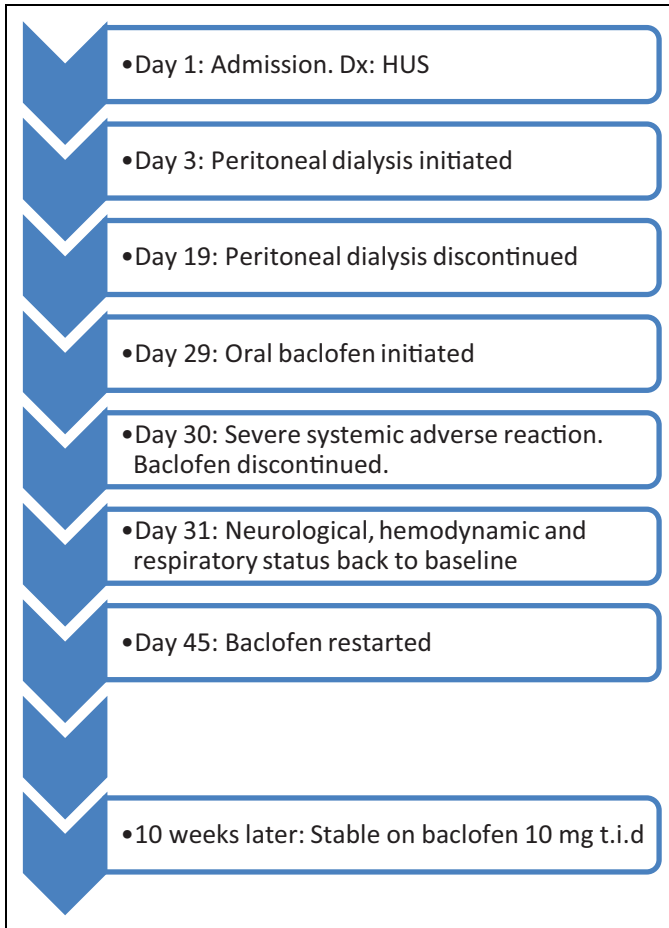 •Day 1: Admission. Dx: HUS
•Day 3: Peritoneal dialysis initiated
•Day 19: Peritoneal dialysis discontinued
•Day 29: Oral baclofen initiated
•Day 30: Severe systemic adverse reaction.
Baclofen discontinued.
•Day 31: Neurological, hemodynamic and
respiratory status back to baseline
•Day 45: Baclofen restarted
•10 weeks later: Stable on baclofen 10 mg t.i.d